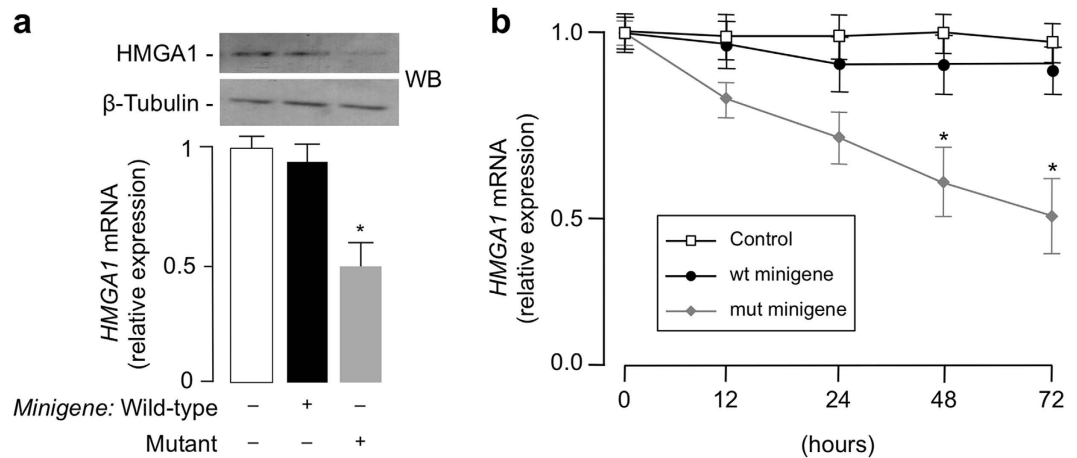 a
HMGA1 -
β-Tubulin -
WB
HMGA1 mRNA
(relative expression)
1
0.5
0
*
Minigene: Wild-type – + –
Mutant – – +
b
HMGA1 mRNA
(relative expression)
1.0
0.5
0.0
*
*
Control
wt minigene
mut minigene
0 12 24 48 72
(hours)